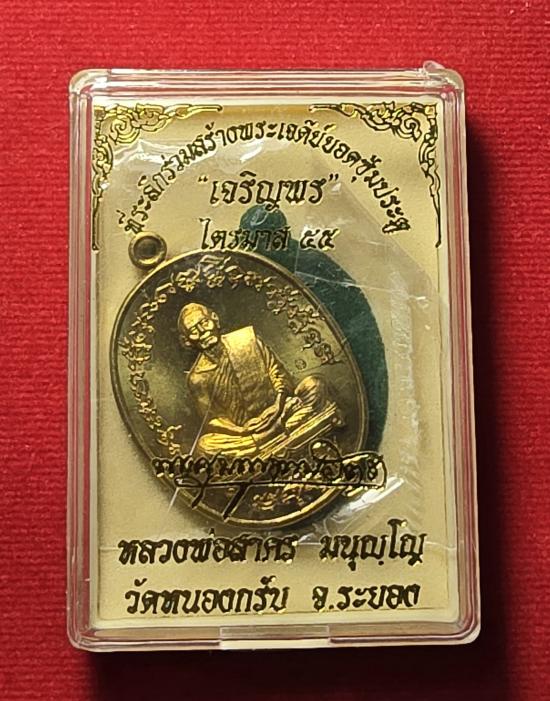 ที่ระลึกร่วมสร้างพระเจดีย์ยอดซุ้มประตู
"เจริญพร"
ไตรมาส ๕๕
หลวงพ่อสาคร มนุญฺโญ
วัดหนองกรับ จ.ระยอง